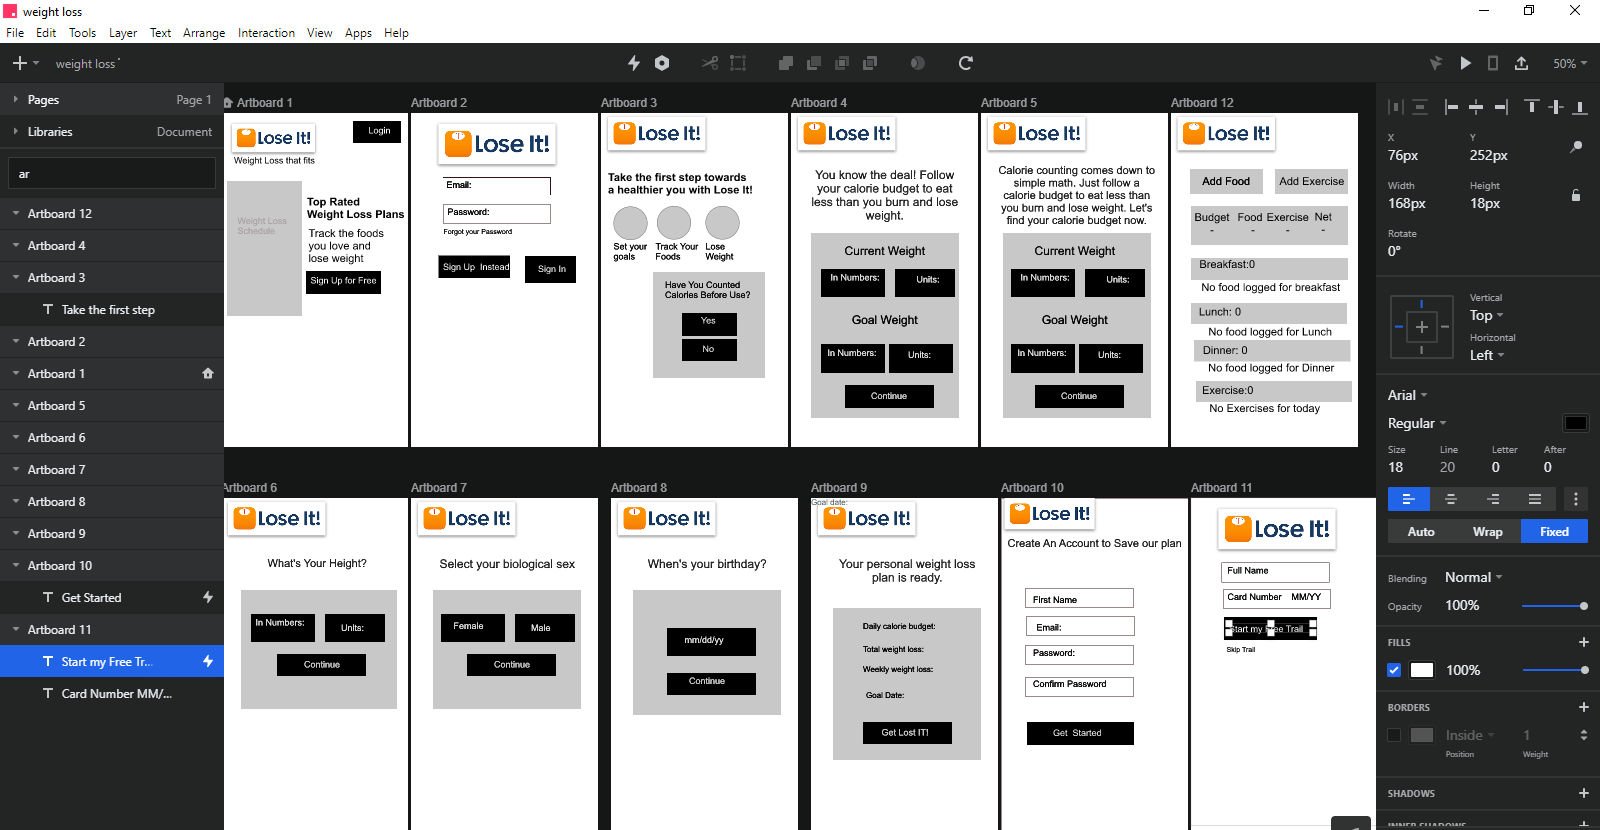 weight loss
File Edit Tools Layer Text Arrange Interaction View Apps Help
weight loss*
50%
Pages Page 1
Libraries Document
ar
Artboard 12
Artboard 4
Artboard 3
T Take the first step
Artboard 2
Artboard 1
Artboard 5
Artboard 6
Artboard 7
Artboard 8
Artboard 9
Artboard 10
T Get Started
Artboard 11
T Start my Free Tr...
T Card Number MM/...
Artboard 1
Lose It!
Login
Weight Loss that fits
Weight Loss
Schedule
Top Rated
Weight Loss Plans
Track the foods
you love and
lose weight
Sign Up for Free
Artboard 2
Lose It!
Email:
Password:
Forgot your Password
Sign Up Instead
Sign In
Artboard 3
Lose It!
Take the first step towards
a healthier you with Lose It!
Set your
goals
Track Your
Foods
Lose
Weight
Have You Counted
Calories Before Use?
Yes
No
Artboard 4
Lose It!
You know the deal! Follow
your calorie budget to eat
less than you burn and lose
weight.
Current Weight
In Numbers: Units:
Goal Weight
In Numbers: Units:
Continue
Artboard 5
Lose It!
Calorie counting comes down to
simple math. Just follow a
calorie budget to eat less than
you burn and lose weight. Let's
find your calorie budget now.
Current Weight
In Numbers: Units:
Goal Weight
In Numbers: Units:
Continue
Artboard 12
Lose It!
Add Food Add Exercise
Budget Food Exercise Net
- - - -
Breakfast:0
No food logged for breakfast
Lunch: 0
No food logged for Lunch
Dinner: 0
No food logged for Dinner
Exercise:0
No Exercises for today
Artboard 6
Lose It!
What's Your Height?
In Numbers: Units:
Continue
Artboard 7
Lose It!
Select your biological sex
Female Male
Continue
Artboard 8
Lose It!
When's your birthday?
mm/dd/yy
Continue
Artboard 9
Goal date:
Lose It!
Your personal weight loss
plan is ready.
Daily calorie budget:
Total weight loss:
Weekly weight loss:
Goal Date:
Get Lost IT!
Artboard 10
Lose It!
Create An Account to Save our plan
First Name
Email:
Password:
Confirm Password
Get Started
Artboard 11
Lose It!
Full Name
Card Number MM/YY
Start my Free Trail
Skip Trail
X Y
76px 252px
Width Height
168px 18px
Rotate
0°
Vertical
Top
Horizontal
Left
Arial
Regular
Size Line Letter After
18 20 0 0
Auto Wrap Fixed
Blending Normal
Opacity 100%
FILLS
100%
BORDERS
Inside 1
Position Weight
SHADOWS
INNER SHADOWS